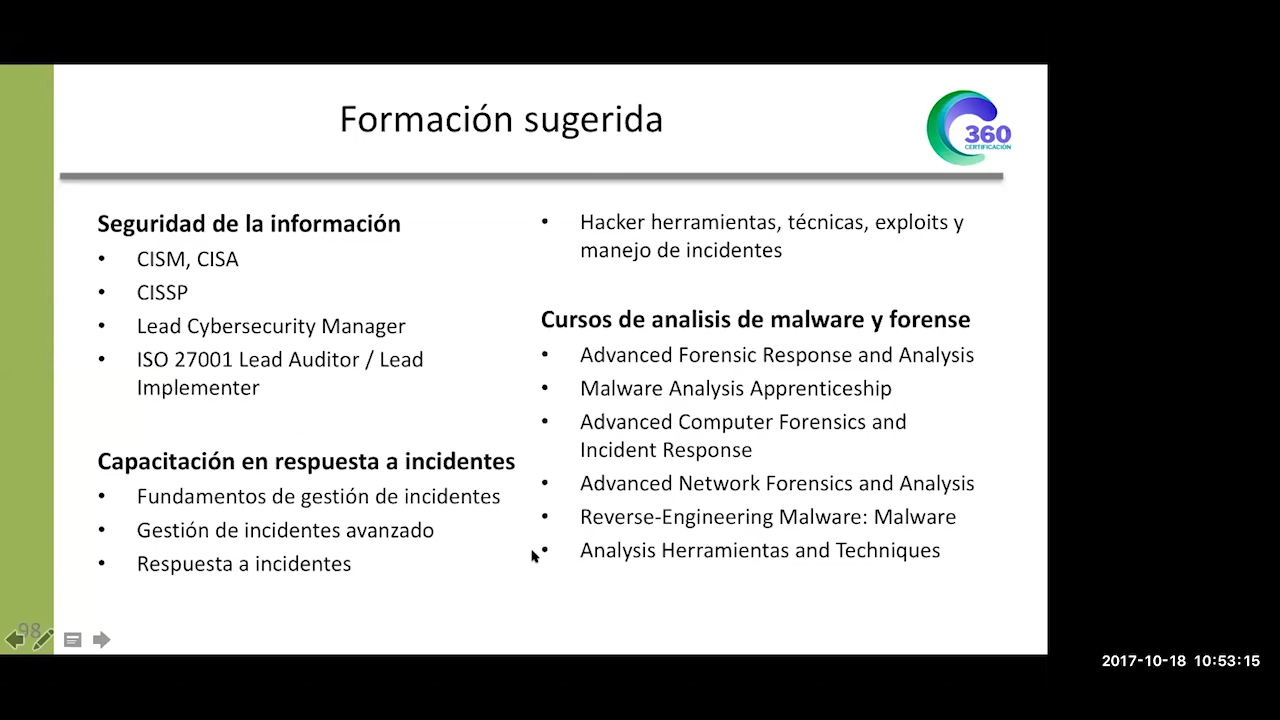 Formación sugerida
360
CERTIFICACIÓN
Seguridad de la información
• CISM, CISA
• CISSP
• Lead Cybersecurity Manager
• ISO 27001 Lead Auditor / Lead
Implementer
Capacitación en respuesta a incidentes
• Fundamentos de gestión de incidentes
• Gestión de incidentes avanzado
• Respuesta a incidentes
• Hacker herramientas, técnicas, exploits y
manejo de incidentes
Cursos de analisis de malware y forense
• Advanced Forensic Response and Analysis
• Malware Analysis Apprenticeship
• Advanced Computer Forensics and
Incident Response
• Advanced Network Forensics and Analysis
• Reverse-Engineering Malware: Malware
• Analysis Herramientas and Techniques
98
2017-10-18 10:53:15